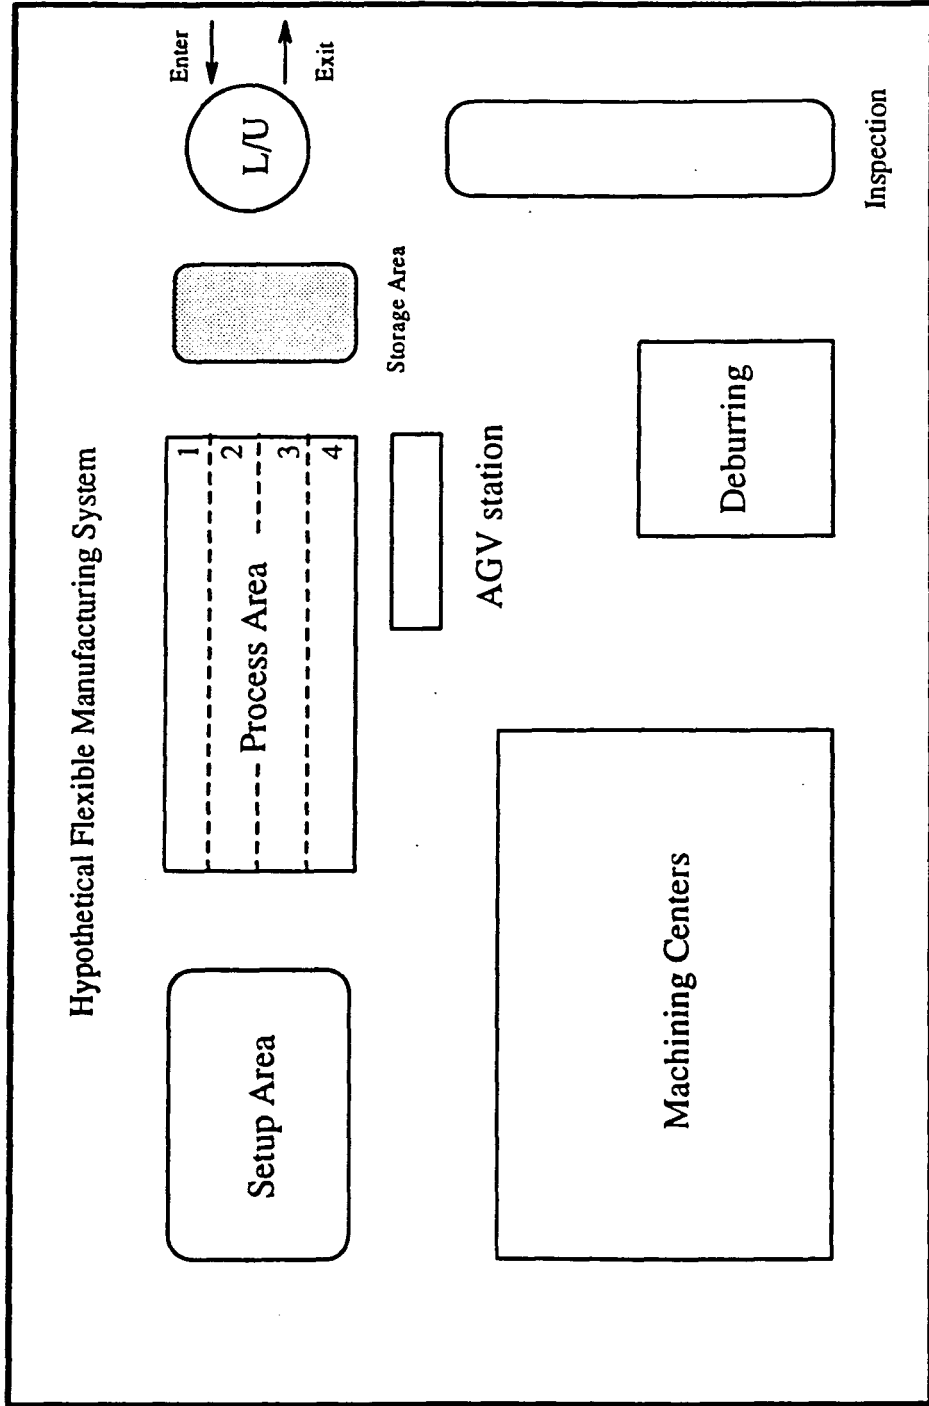 Hypothetical Flexible Manufacturing System
Setup Area
Process Area
1
2
3
4
Storage Area
L/U
Enter
Exit
AGV station
Machining Centers
Deburring
Inspection